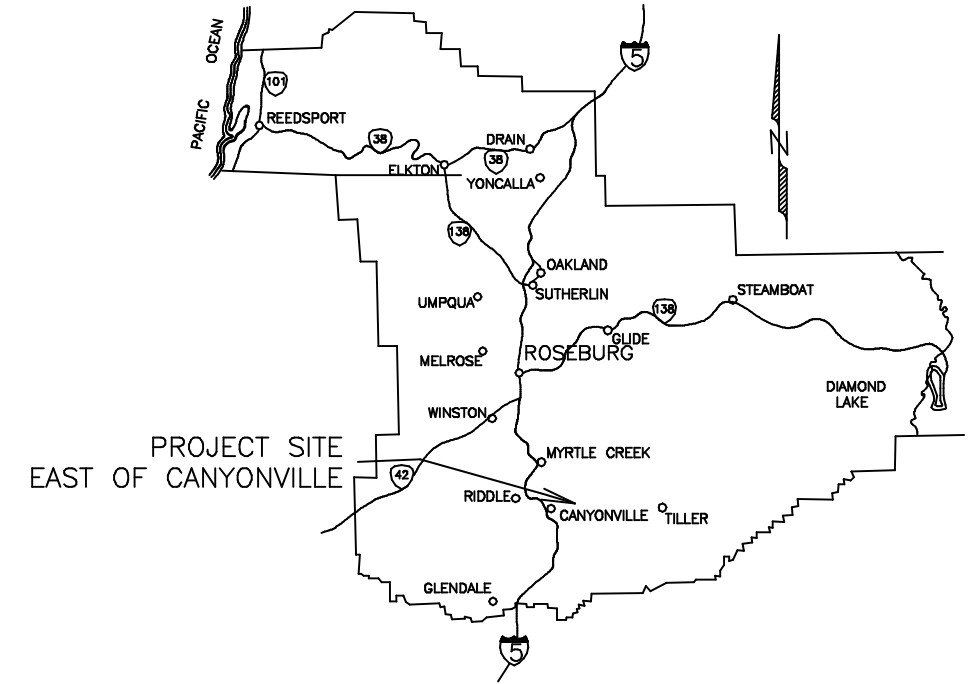 PACIFIC OCEAN
5
101
REEDSPORT
38
DRAIN
38
ELKTON
YONCALLA
N
138
OAKLAND
SUTHERLIN
UMPQUA
STEAMBOAT
138
GLIDE
ROSEBURG
MELROSE
DIAMOND
LAKE
WINSTON
PROJECT SITE
EAST OF CANYONVILLE
MYRTLE CREEK
42
RIDDLE
CANYONVILLE
TILLER
GLENDALE
5